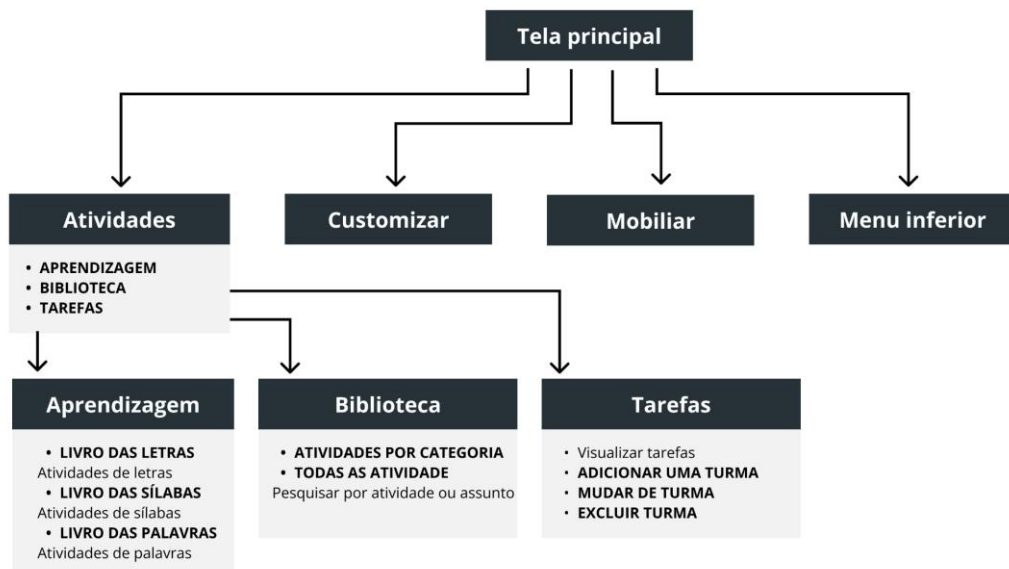 Tela principal
Atividades
Customizar
Mobiliar
Menu inferior
• APRENDIZAGEM
• BIBLIOTECA
• TAREFAS
Aprendizagem
• LIVRO DAS LETRAS
Atividades de letras
• LIVRO DAS SÍLABAS
Atividades de sílabas
• LIVRO DAS PALAVRAS
Atividades de palavras
Biblioteca
• ATIVIDADES POR CATEGORIA
• TODAS AS ATIVIDADE
Pesquisar por atividade ou assunto
Tarefas
• Visualizar tarefas
• ADICIONAR UMA TURMA
• MUDAR DE TURMA
• EXCLUIR TURMA